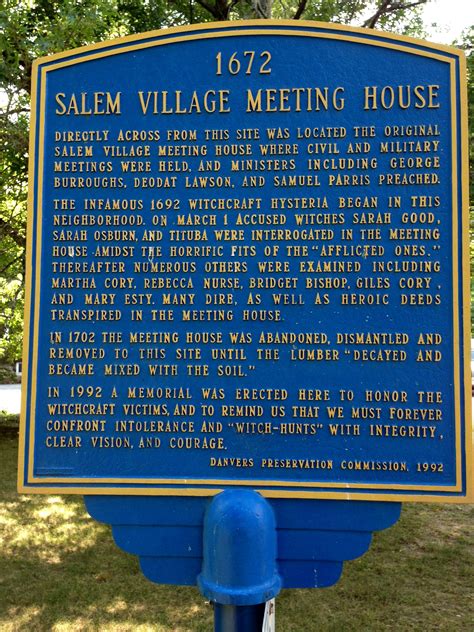 1672
SALEM VILLAGE MEETING HOUSE
DIRECTLY ACROSS FROM THIS SITE WAS LOCATED THE ORIGINAL
SALEM VILLAGE MEETING HOUSE WHERE CIVIL AND MILITARY
MEETINGS WERE HELD, AND MINISTERS INCLUDING GEORGE
BURROUGHS, DEODAT LAWSON, AND SAMUEL PARRIS PREACHED.
THE INFAMOUS 1692 WITCHCRAFT HYSTERIA BEGAN IN THIS
NEIGHBORHOOD. ON MARCH 1 ACCUSED WITCHES SARAH GOOD,
SARAH OSBURN, AND TITUBA WERE INTERROGATED IN THE MEETING
HOUSE AMIDST THE HORRIFIC FITS OF THE "AFFLICTED ONES."
THEREAFTER NUMEROUS OTHERS WERE EXAMINED INCLUDING
MARTHA CORY, REBECCA NURSE, BRIDGET BISHOP, GILES CORY,
AND MARY ESTY. MANY DIRE, AS WELL AS HEROIC DEEDS
TRANSPIRED IN THE MEETING HOUSE.
IN 1702 THE MEETING HOUSE WAS ABANDONED, DISMANTLED AND
REMOVED TO THIS SITE UNTIL THE LUMBER "DECAYED AND
BECAME MIXED WITH THE SOIL."
IN 1992 A MEMORIAL WAS ERECTED HERE TO HONOR THE
WITCHCRAFT VICTIMS, AND TO REMIND US THAT WE MUST FOREVER
CONFRONT INTOLERANCE AND "WITCH-HUNTS" WITH INTEGRITY,
CLEAR VISION, AND COURAGE.
DANVERS PRESERVATION COMMISSION, 1992